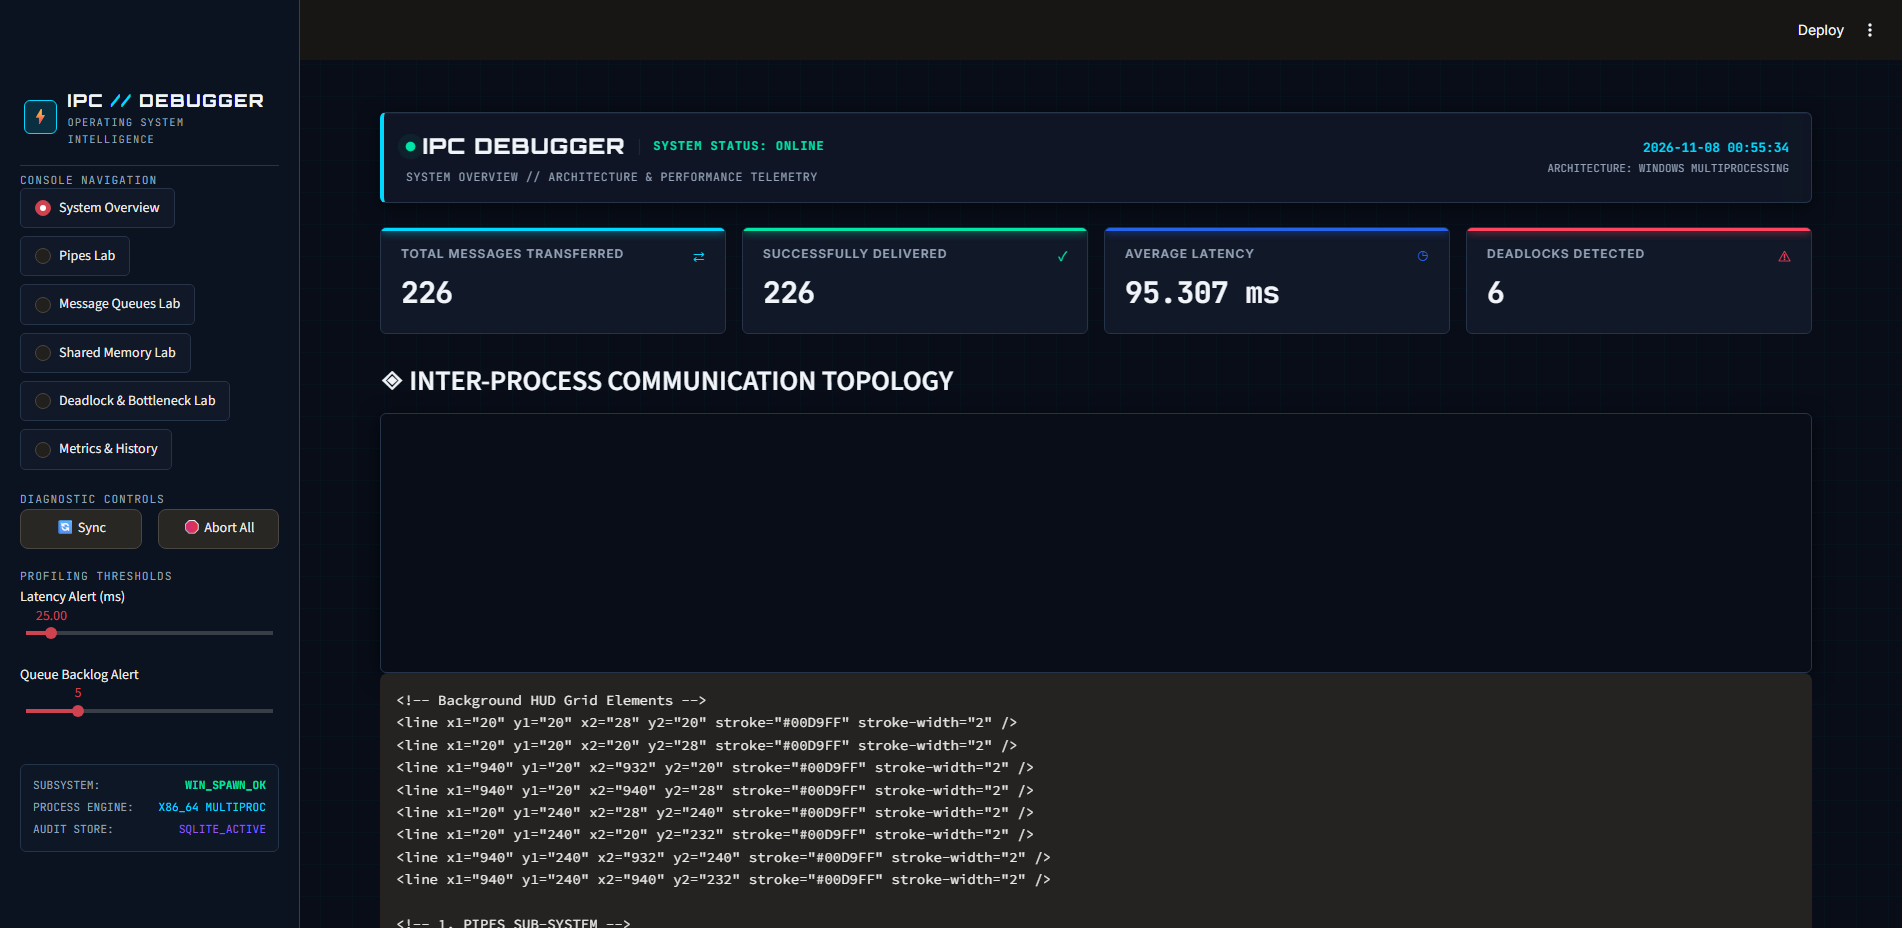 Deploy
IPC // DEBUGGER
OPERATING SYSTEM
INTELLIGENCE
CONSOLE NAVIGATION
System Overview
Pipes Lab
Message Queues Lab
Shared Memory Lab
Deadlock & Bottleneck Lab
Metrics & History
DIAGNOSTIC CONTROLS
Sync
Abort All
PROFILING THRESHOLDS
Latency Alert (ms)
25.00
Queue Backlog Alert
5
SUBSYSTEM: WIN_SPAWN_OK
PROCESS ENGINE: X86_64 MULTIPROC
AUDIT STORE: SQLITE_ACTIVE
IPC DEBUGGER
SYSTEM STATUS: ONLINE
SYSTEM OVERVIEW // ARCHITECTURE & PERFORMANCE TELEMETRY
2026-11-08 00:55:34
ARCHITECTURE: WINDOWS MULTIPROCESSING
TOTAL MESSAGES TRANSFERRED
226
SUCCESSFULLY DELIVERED
226
AVERAGE LATENCY
95.307 ms
DEADLOCKS DETECTED
6
INTER-PROCESS COMMUNICATION TOPOLOGY
<!-- Background HUD Grid Elements -->
<line x1="20" y1="20" x2="28" y2="20" stroke="#00D9FF" stroke-width="2" />
<line x1="20" y1="20" x2="20" y2="28" stroke="#00D9FF" stroke-width="2" />
<line x1="940" y1="20" x2="932" y2="20" stroke="#00D9FF" stroke-width="2" />
<line x1="940" y1="20" x2="940" y2="28" stroke="#00D9FF" stroke-width="2" />
<line x1="20" y1="240" x2="28" y2="240" stroke="#00D9FF" stroke-width="2" />
<line x1="20" y1="240" x2="20" y2="232" stroke="#00D9FF" stroke-width="2" />
<line x1="940" y1="240" x2="932" y2="240" stroke="#00D9FF" stroke-width="2" />
<line x1="940" y1="240" x2="940" y2="232" stroke="#00D9FF" stroke-width="2" />
<!-- 1. PIPES SUB-SYSTEM -->